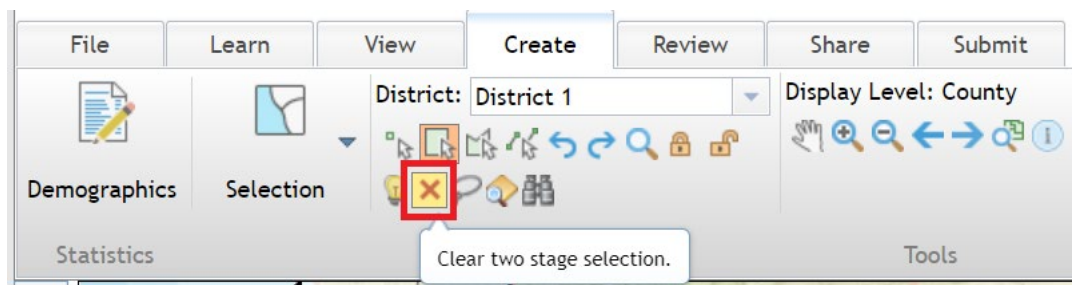 File Learn View Create Review Share Submit
District: District 1
Display Level: County
Demographics Selection
Clear two stage selection.
Statistics
Tools